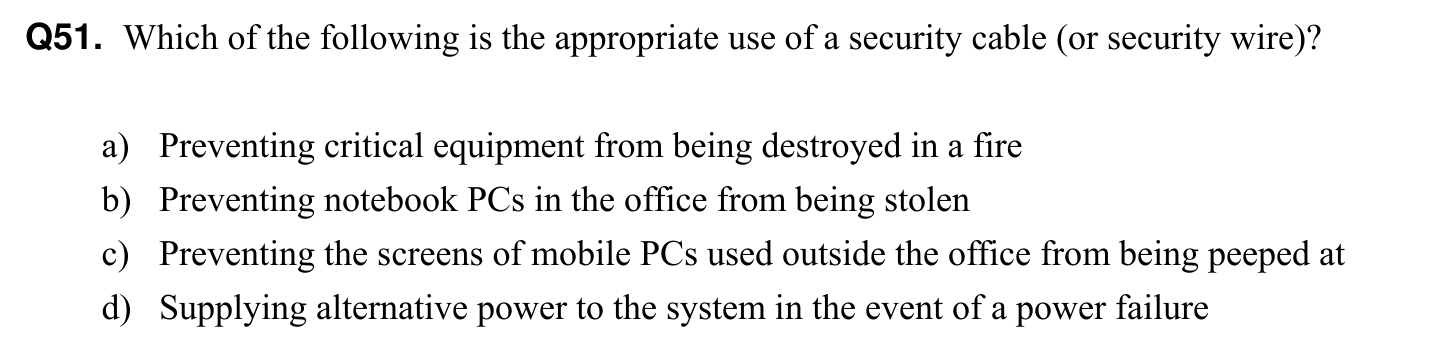 Q51. Which of the following is the appropriate use of a security cable (or security wire)?
a) Preventing critical equipment from being destroyed in a fire
b) Preventing notebook PCs in the office from being stolen
c) Preventing the screens of mobile PCs used outside the office from being peeped at
d) Supplying alternative power to the system in the event of a power failure